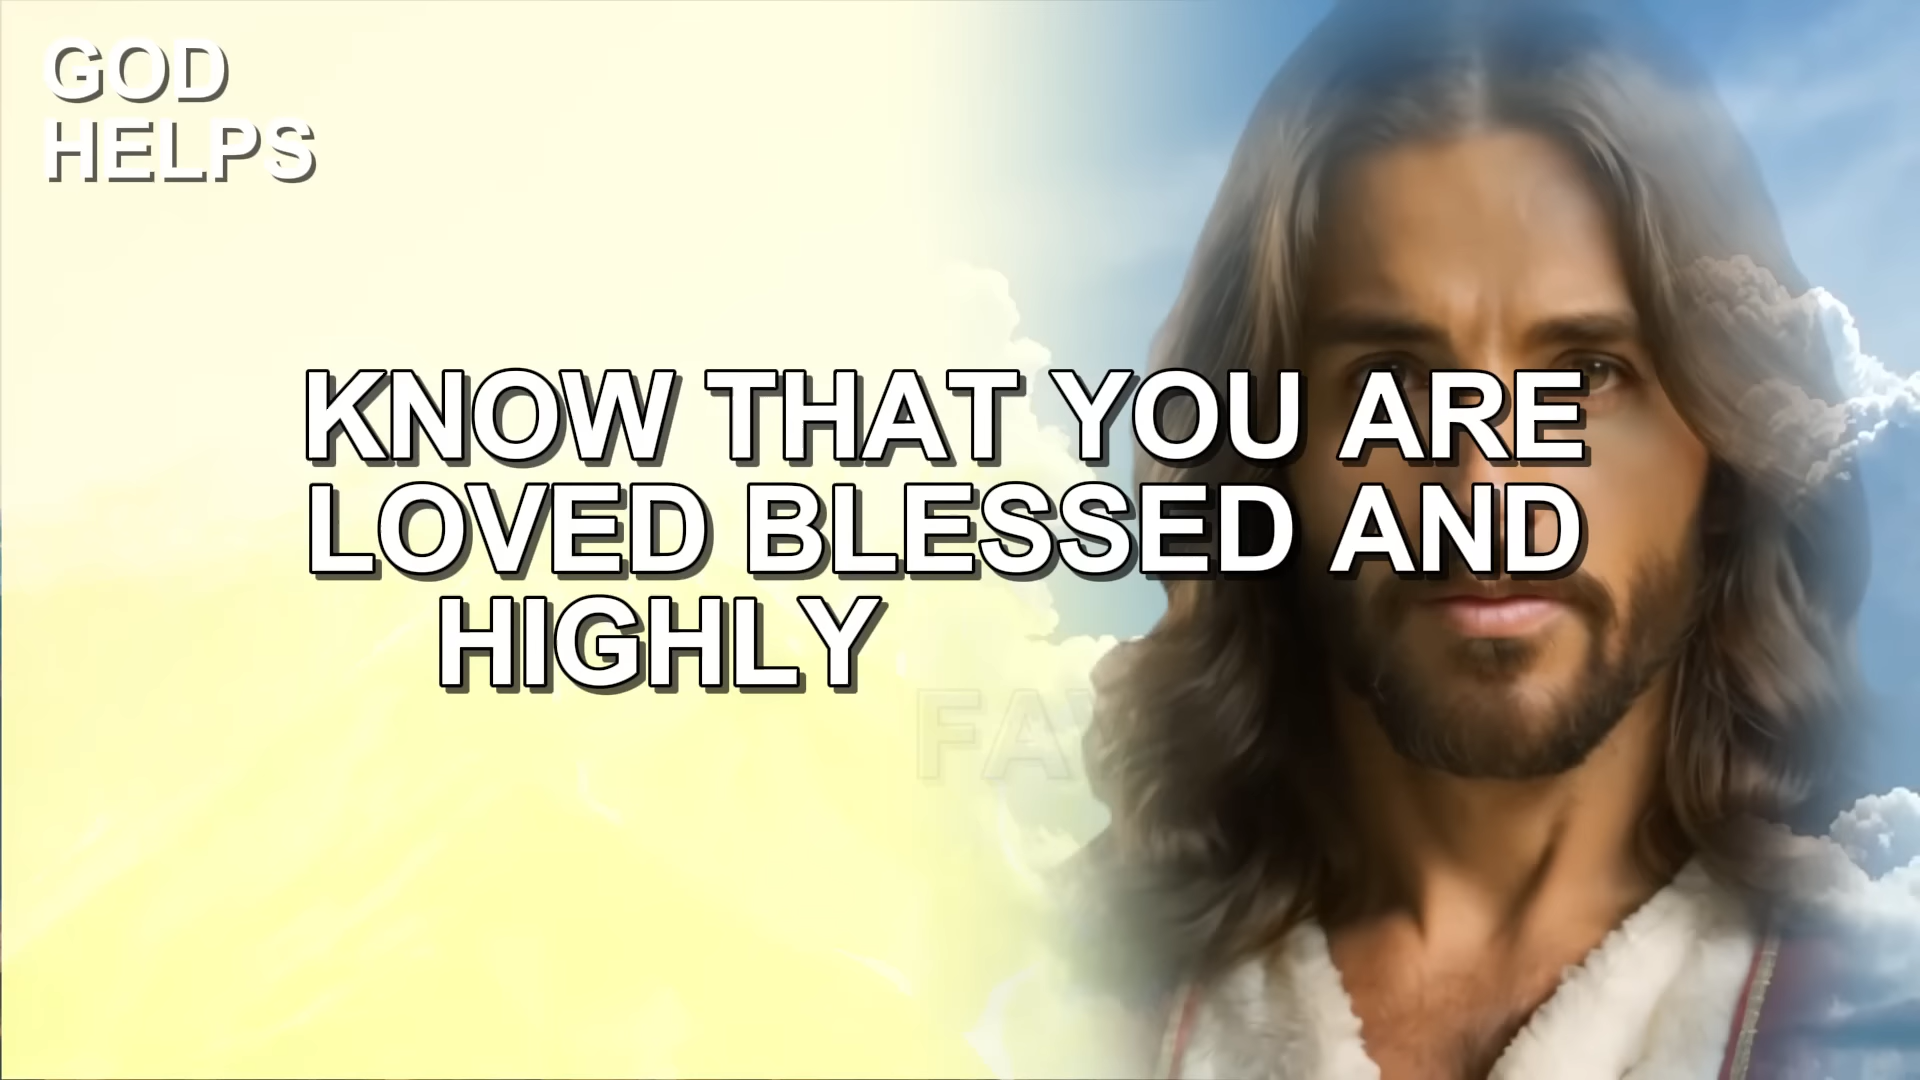 GOD
HELPS
KNOW THAT YOU ARE
LOVED BLESSED AND
HIGHLY